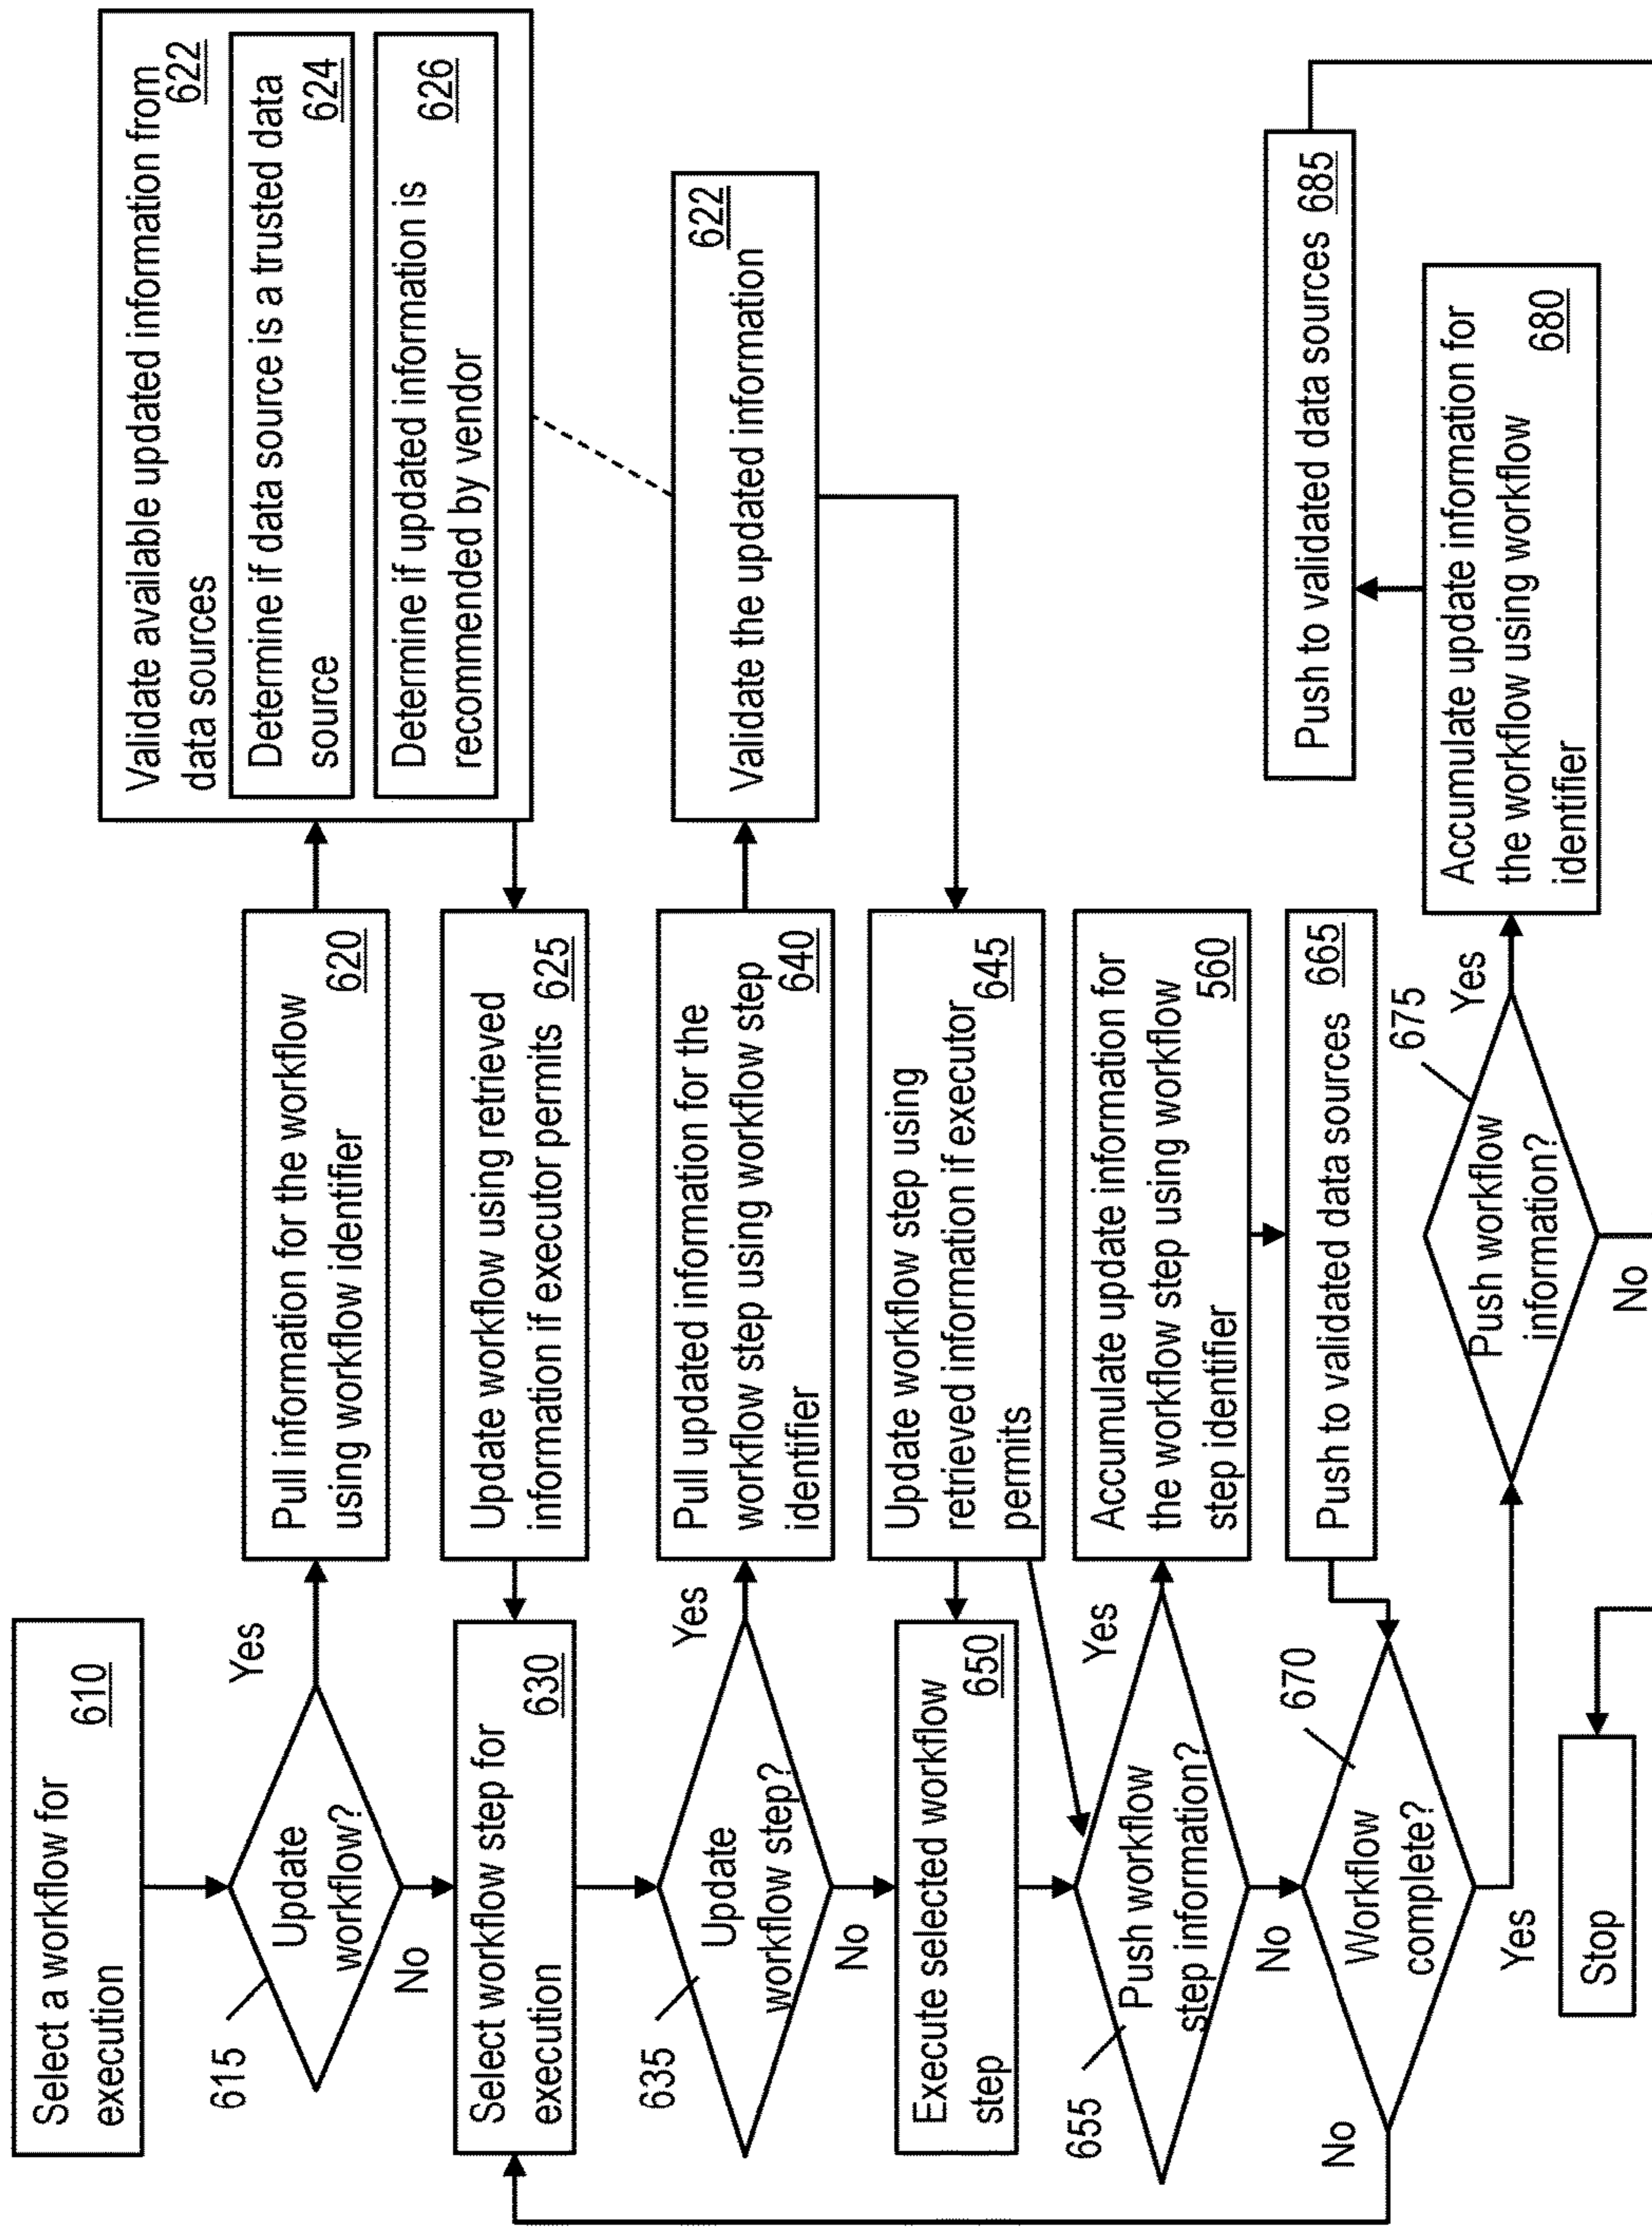 Select a workflow for
execution
610
615
Update
workflow?
Yes
No
Pull information for the workflow
using workflow identifier
620
Validate available updated information from
data sources
622
Determine if data source is a trusted data
source
624
Determine if updated information is
recommended by vendor
626
Update workflow using retrieved
information if executor permits
625
Select workflow step for
execution
630
635
Update
workflow step?
Yes
No
Pull updated information for the
workflow step using workflow step
identifier
640
622
Validate the updated information
Update workflow step using
retrieved information if executor
permits
645
Execute selected workflow
step
650
655
Push workflow
step information?
Yes
No
Accumulate update information for
the workflow step using workflow
step identifier
560
Push to validated data sources 665
670
Workflow
complete?
No
Yes
675
Push workflow
information?
Yes
No
Accumulate update information for
the workflow using workflow
identifier
680
Push to validated data sources 685
Stop